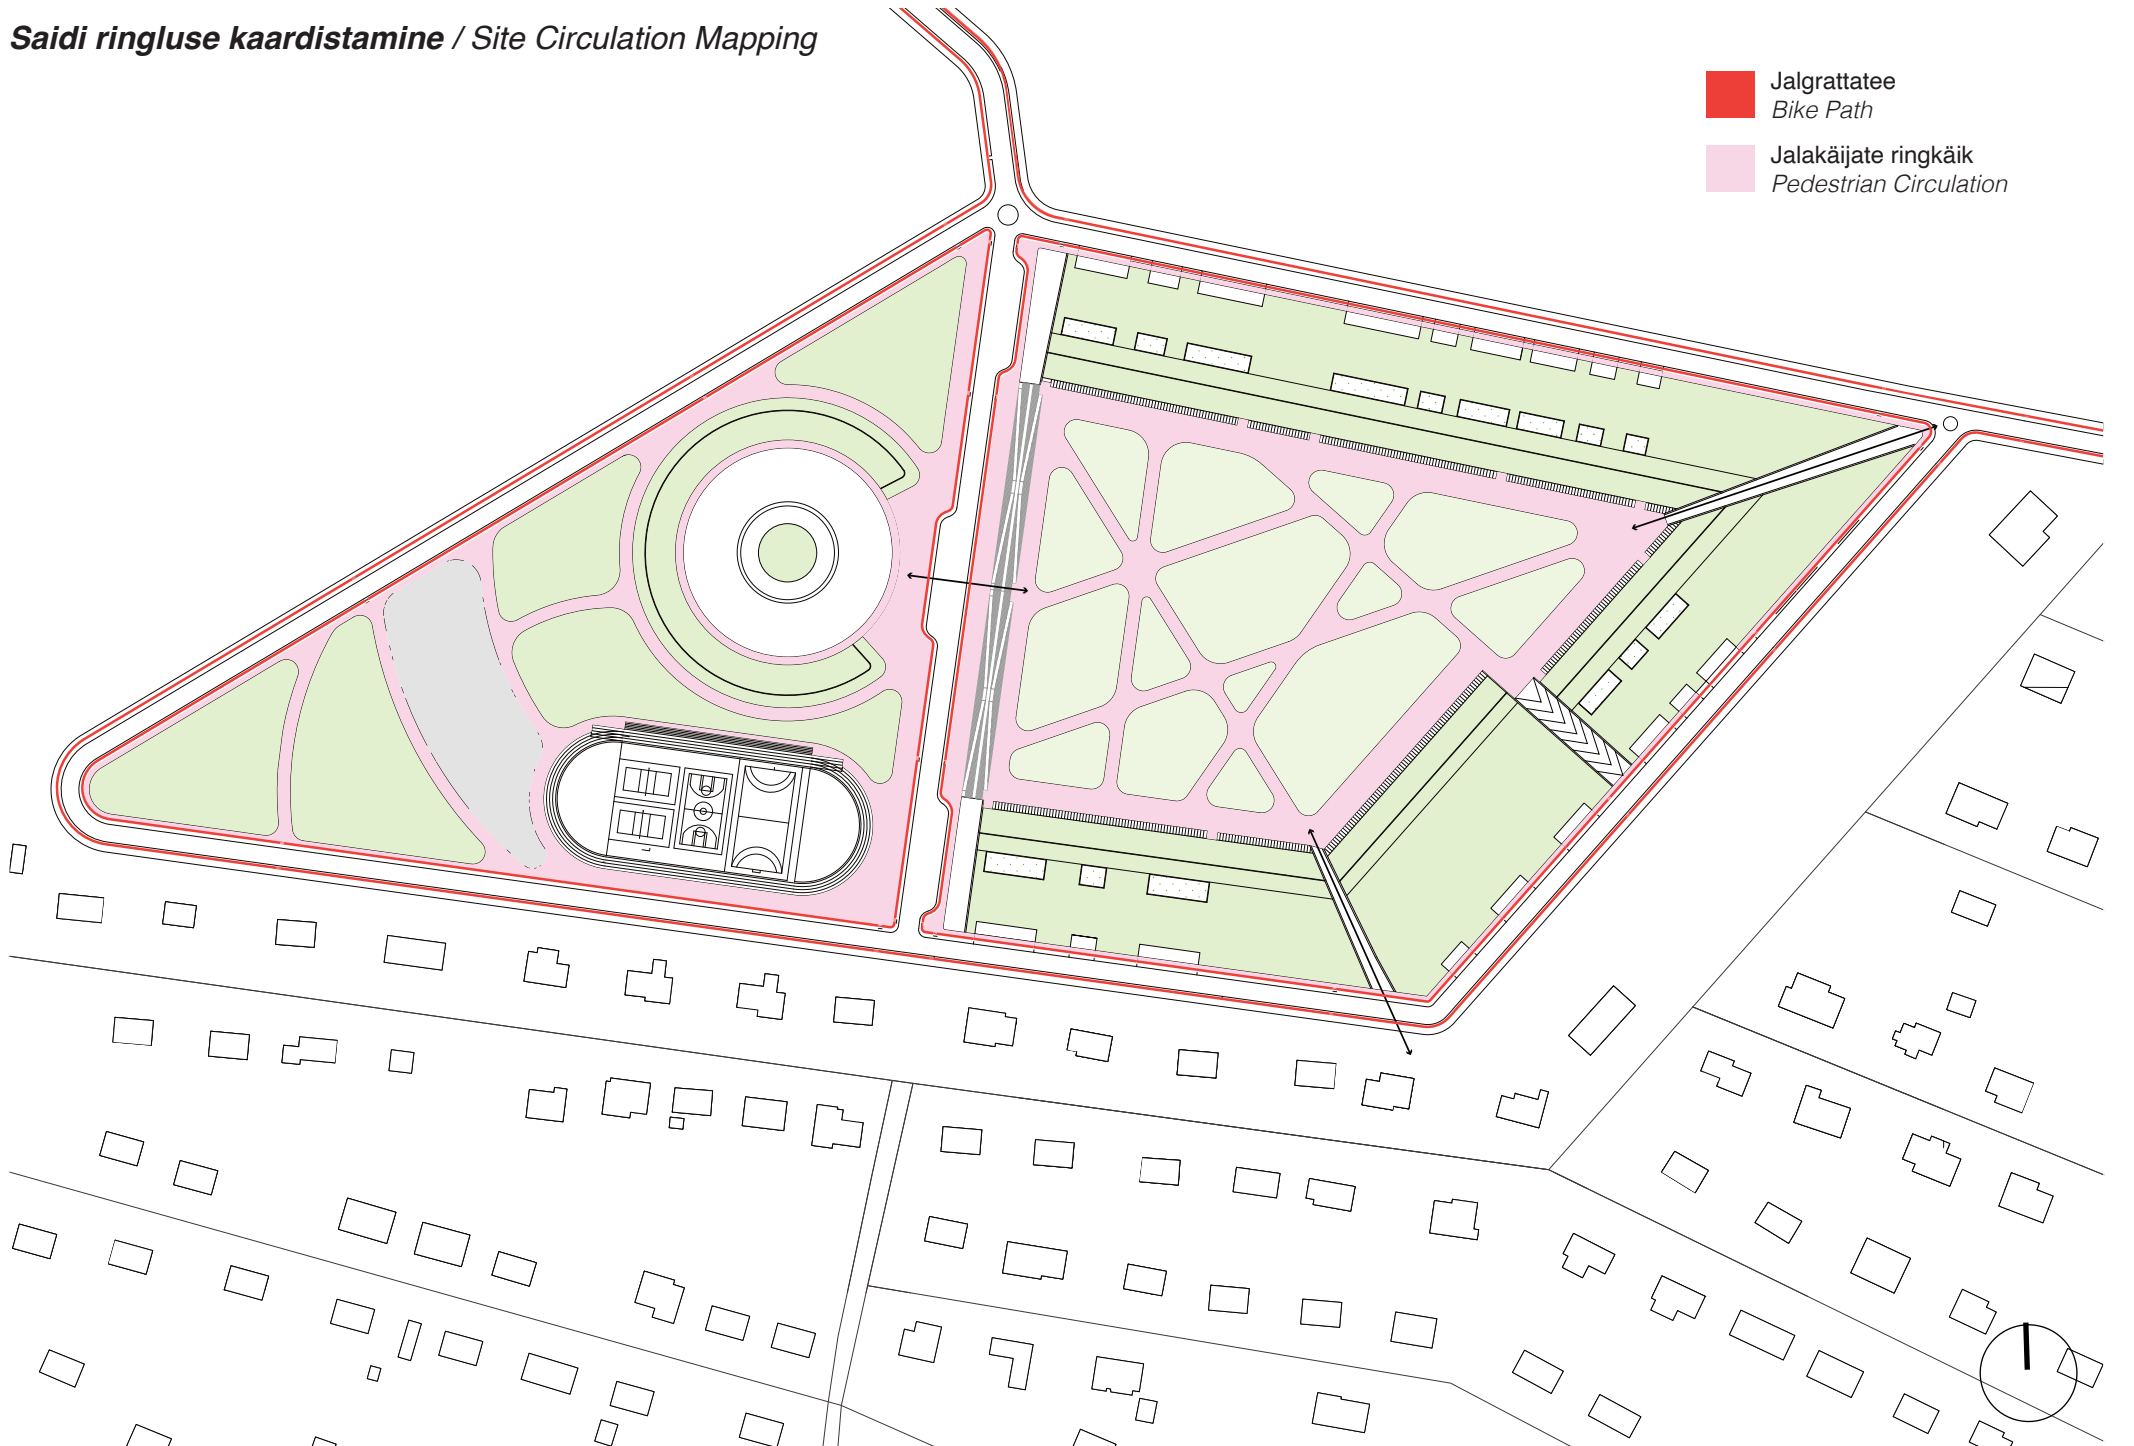 Saidi ringluse kaardistamine / Site Circulation Mapping
Jalgrattatee
Bike Path
Jalakäijate ringkäik
Pedestrian Circulation